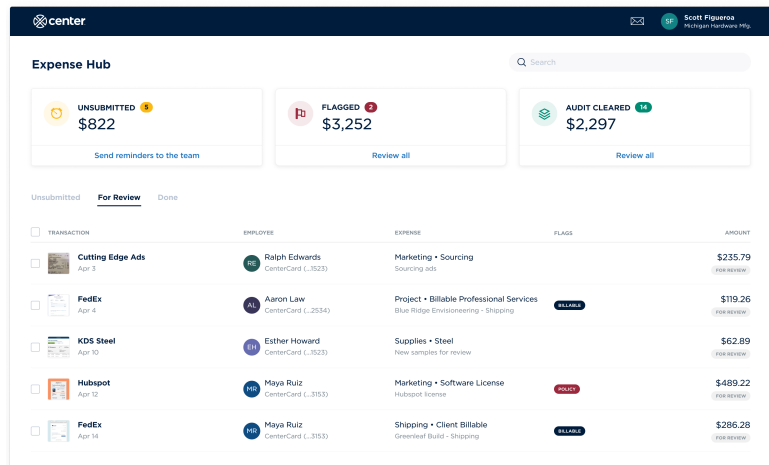 center
SF
Scott Figueroa
Michigan Hardware Mfg.
Expense Hub
Search
UNSUBMITTED 5
$822
Send reminders to the team
FLAGGED 2
$3,252
Review all
AUDIT CLEARED 14
$2,297
Review all
Unsubmitted For Review Done
TRANSACTION EMPLOYEE EXPENSE FLAGS AMOUNT
Cutting Edge Ads RE Ralph Edwards Marketing • Sourcing $235.79
Apr 3 CenterCard (...1523) Sourcing ads FOR REVIEW
FedEx AL Aaron Law Project • Billable Professional Services BILLABLE $119.26
Apr 4 CenterCard (...2534) Blue Ridge Envisioneering - Shipping FOR REVIEW
KDS Steel EH Esther Howard Supplies • Steel $62.89
Apr 10 CenterCard (...1523) New samples for review FOR REVIEW
Hubspot MR Maya Ruiz Marketing • Software License POLICY $489.22
Apr 12 CenterCard (...3153) Hubspot license FOR REVIEW
FedEx MR Maya Ruiz Shipping • Client Billable BILLABLE $286.28
Apr 14 CenterCard (...3153) Greenleaf Build - Shipping FOR REVIEW